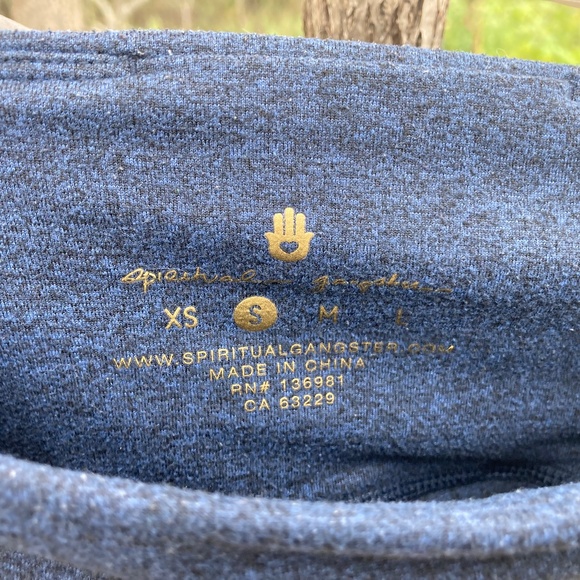 spiritual gangster
XS S M L
WWW.SPIRITUALGANGSTER.COM
MADE IN CHINA
RN# 136981
CA 63229